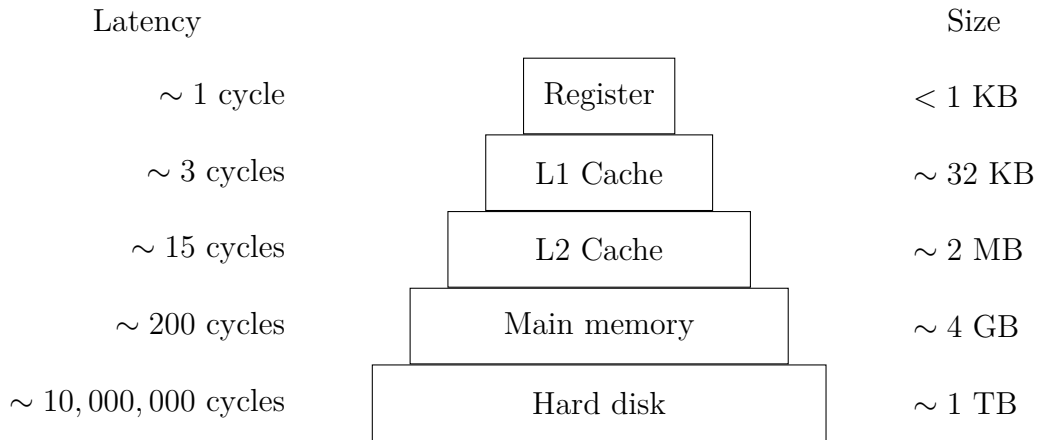 Latency Size
∼ 1 cycle Register < 1 KB
∼ 3 cycles L1 Cache ∼ 32 KB
∼ 15 cycles L2 Cache ∼ 2 MB
∼ 200 cycles Main memory ∼ 4 GB
∼ 10,000,000 cycles Hard disk ∼ 1 TB